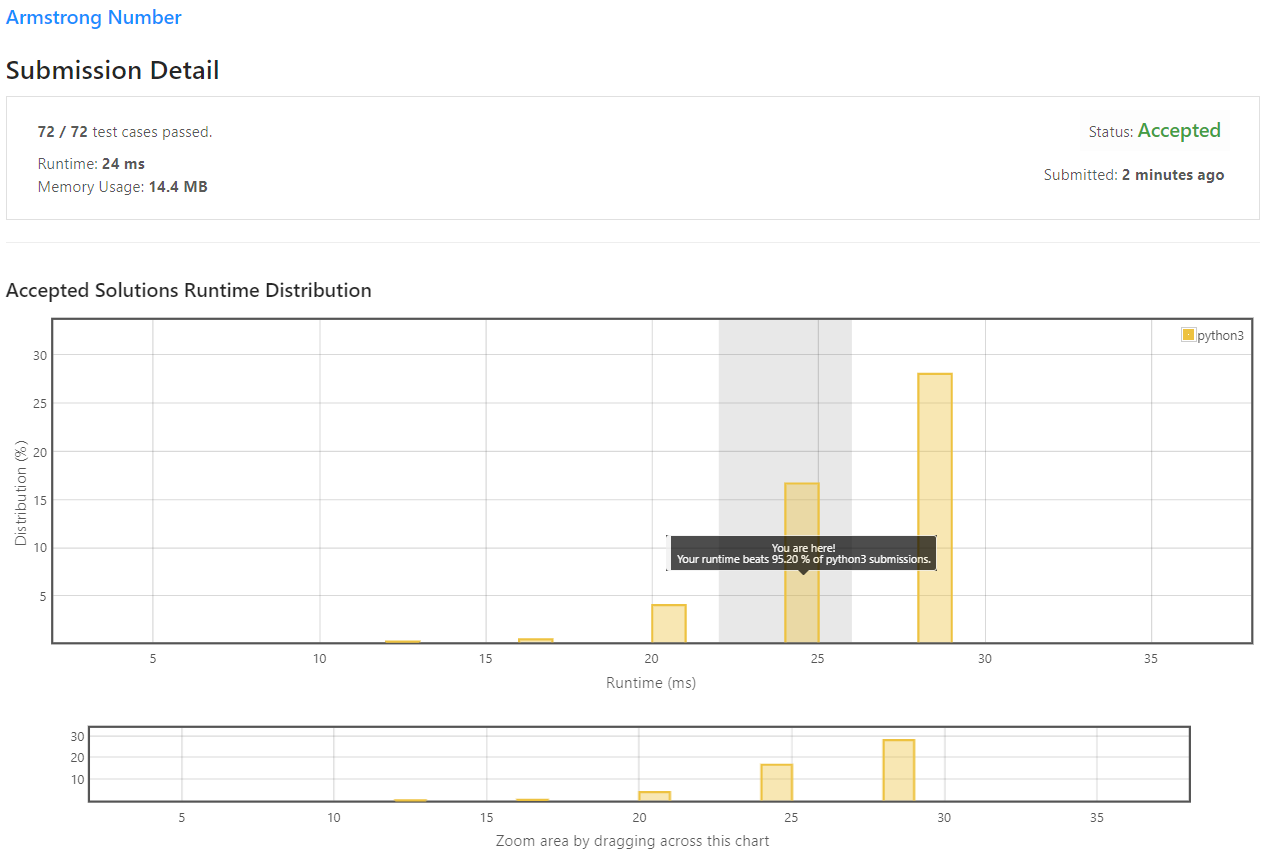 Armstrong Number
Submission Detail
72 / 72 test cases passed.
Status: Accepted
Runtime: 24 ms
Memory Usage: 14.4 MB
Submitted: 2 minutes ago
Accepted Solutions Runtime Distribution
python3
30
25
20
15
10
5
Distribution (%)
You are here!
Your runtime beats 95.20 % of python3 submissions.
5 10 15 20 25 30 35
Runtime (ms)
30
20
10
5 10 15 20 25 30 35
Zoom area by dragging across this chart